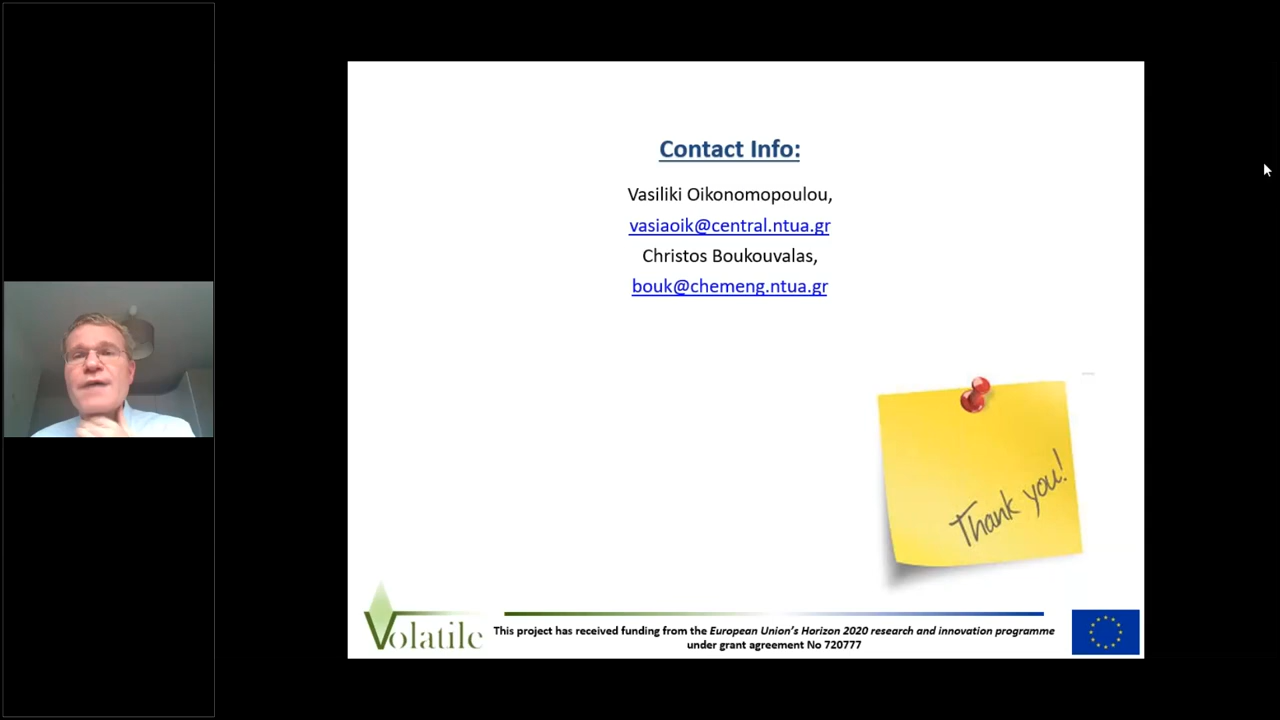 Contact Info:
Vasiliki Oikonomopoulou,
vasiaoik@central.ntua.gr
Christos Boukouvalas,
bouk@chemeng.ntua.gr
Thank you!
Volatile
This project has received funding from the European Union's Horizon 2020 research and innovation programme
under grant agreement No 720777